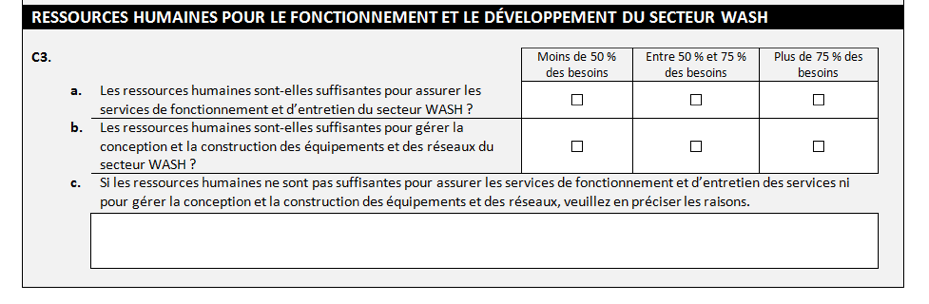 RESSOURCES HUMAINES POUR LE FONCTIONNEMENT ET LE DÉVELOPPEMENT DU SECTEUR WASH
C3.
Moins de 50 %
des besoins
Entre 50 % et 75 %
des besoins
Plus de 75 % des
besoins
a. Les ressources humaines sont-elles suffisantes pour assurer les
services de fonctionnement et d’entretien du secteur WASH ?
☐ ☐ ☐
b. Les ressources humaines sont-elles suffisantes pour gérer la
conception et la construction des équipements et des réseaux du
secteur WASH ?
☐ ☐ ☐
c. Si les ressources humaines ne sont pas suffisantes pour assurer les services de fonctionnement et d’entretien des services ni
pour gérer la conception et la construction des équipements et des réseaux, veuillez en préciser les raisons.